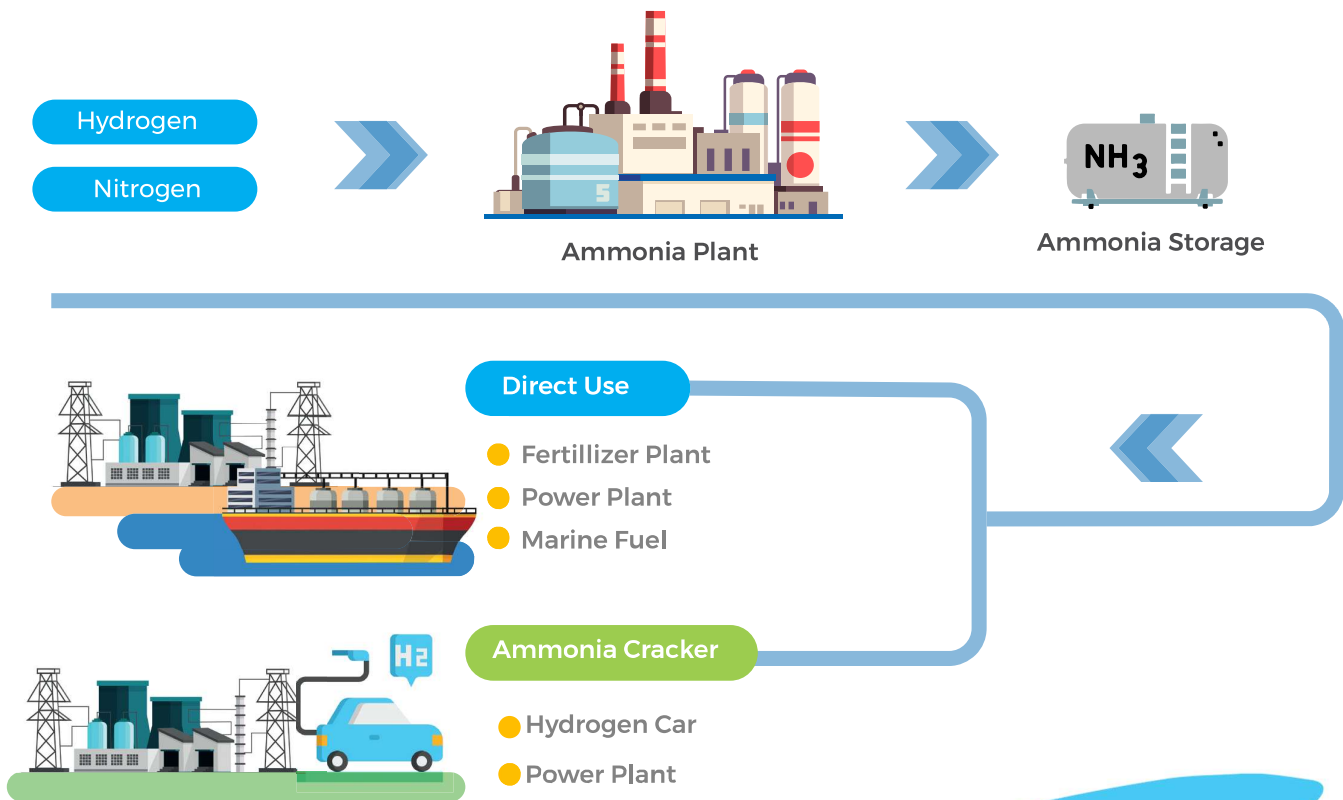 Hydrogen
Nitrogen
5
Ammonia Plant
NH3
Ammonia Storage
Direct Use
Fertillizer Plant
Power Plant
Marine Fuel
H2
Ammonia Cracker
Hydrogen Car
Power Plant